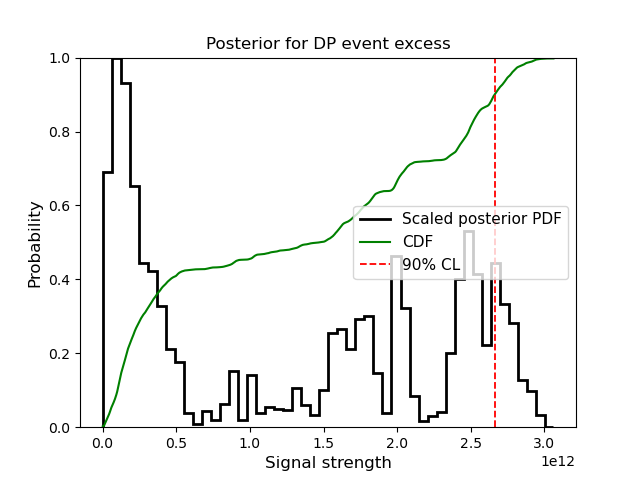 Posterior for DP event excess
1.0
0.8
0.6
0.4
0.2
0.0
Probability
Scaled posterior PDF
CDF
90% CL
0.0 0.5 1.0 1.5 2.0 2.5 3.0
1e12
Signal strength